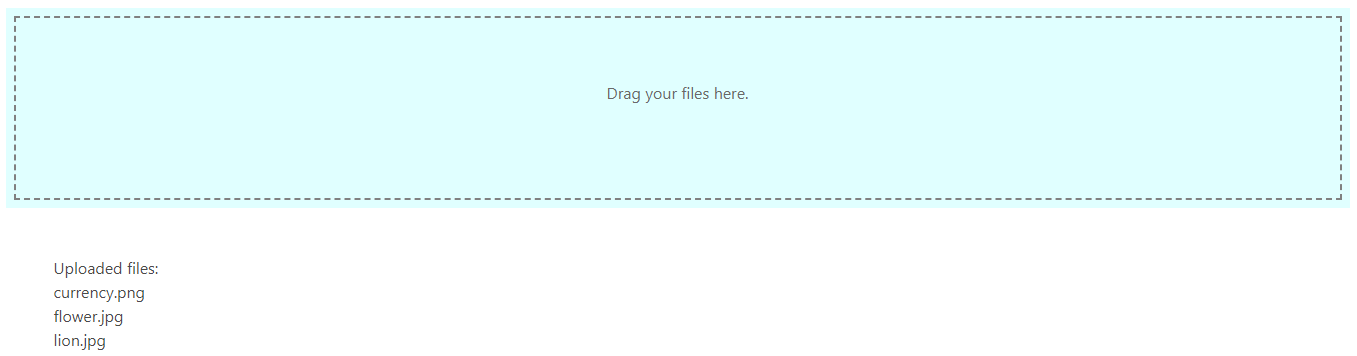 Drag your files here.
Uploaded files:
currency.png
flower.jpg
lion.jpg